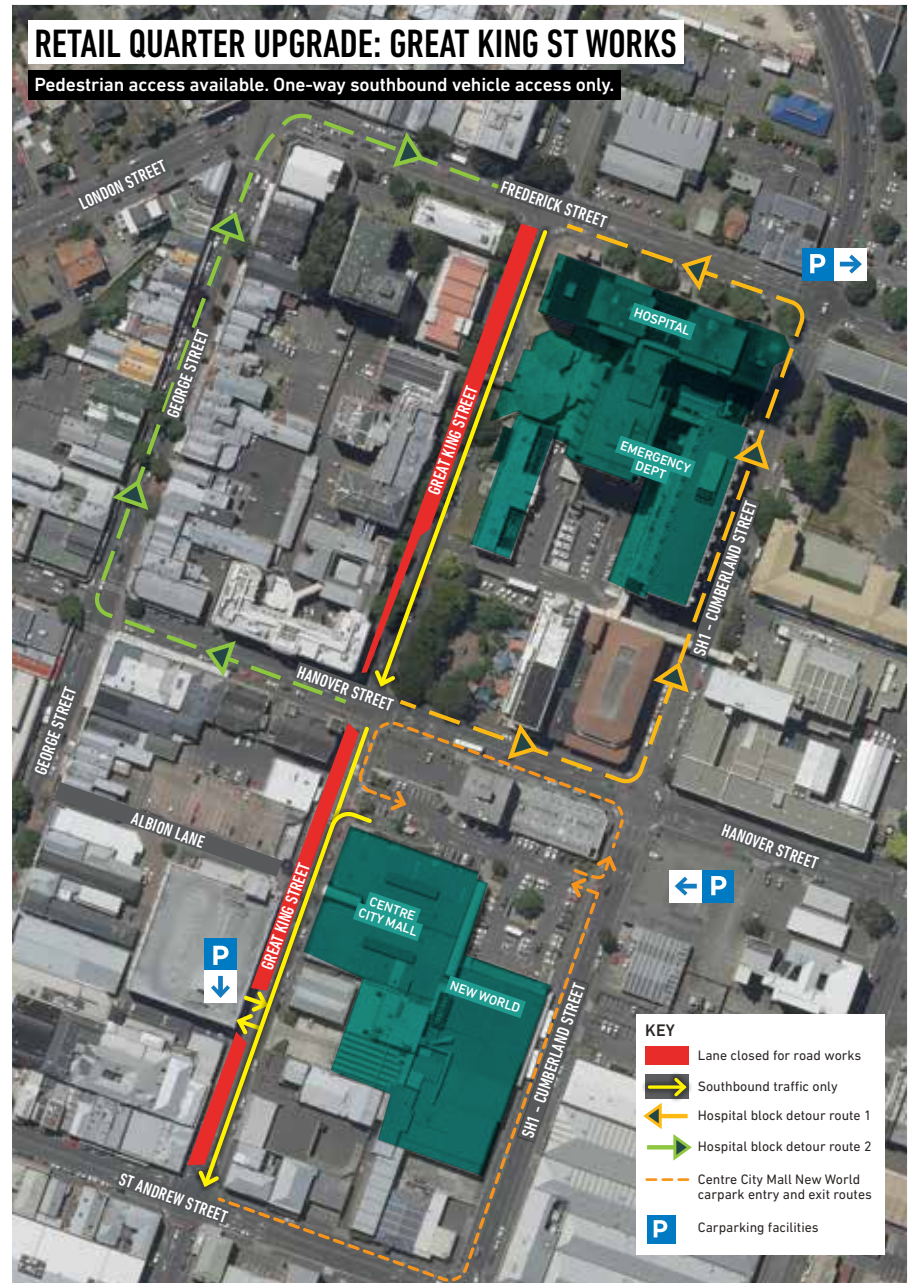 RETAIL QUARTER UPGRADE: GREAT KING ST WORKS
Pedestrian access available. One-way southbound vehicle access only.
LONDON STREET
FREDERICK STREET
P
HOSPITAL
GEORGE STREET
GREAT KING STREET
EMERGENCY
DEPT
SH1 - CUMBERLAND STREET
HANOVER STREET
GEORGE STREET
ALBION LANE
HANOVER STREET
GREAT KING STREET
CENTRE
CITY MALL
P
P
NEW WORLD
SH1 - CUMBERLAND STREET
ST ANDREW STREET
KEY
Lane closed for road works
Southbound traffic only
Hospital block detour route 1
Hospital block detour route 2
Centre City Mall New World
carpark entry and exit routes
P
Carparking facilities